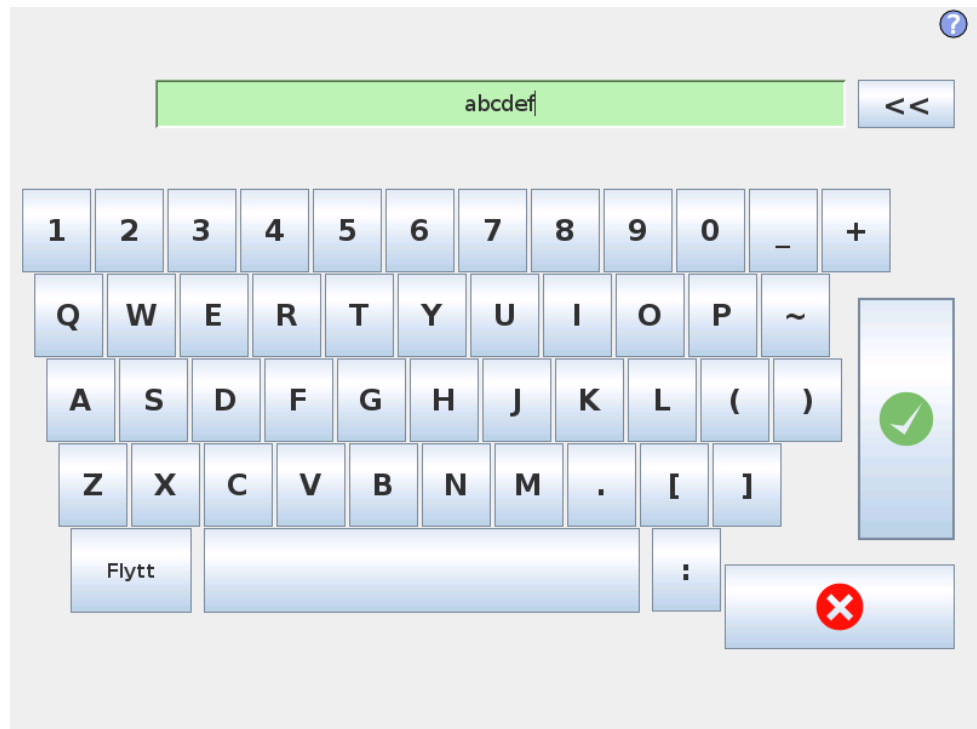 ?
abcdef
<<
1 2 3 4 5 6 7 8 9 0 _ +
Q W E R T Y U I O P ~
A S D F G H J K L ( )
Z X C V B N M . [ ]
Flytt :